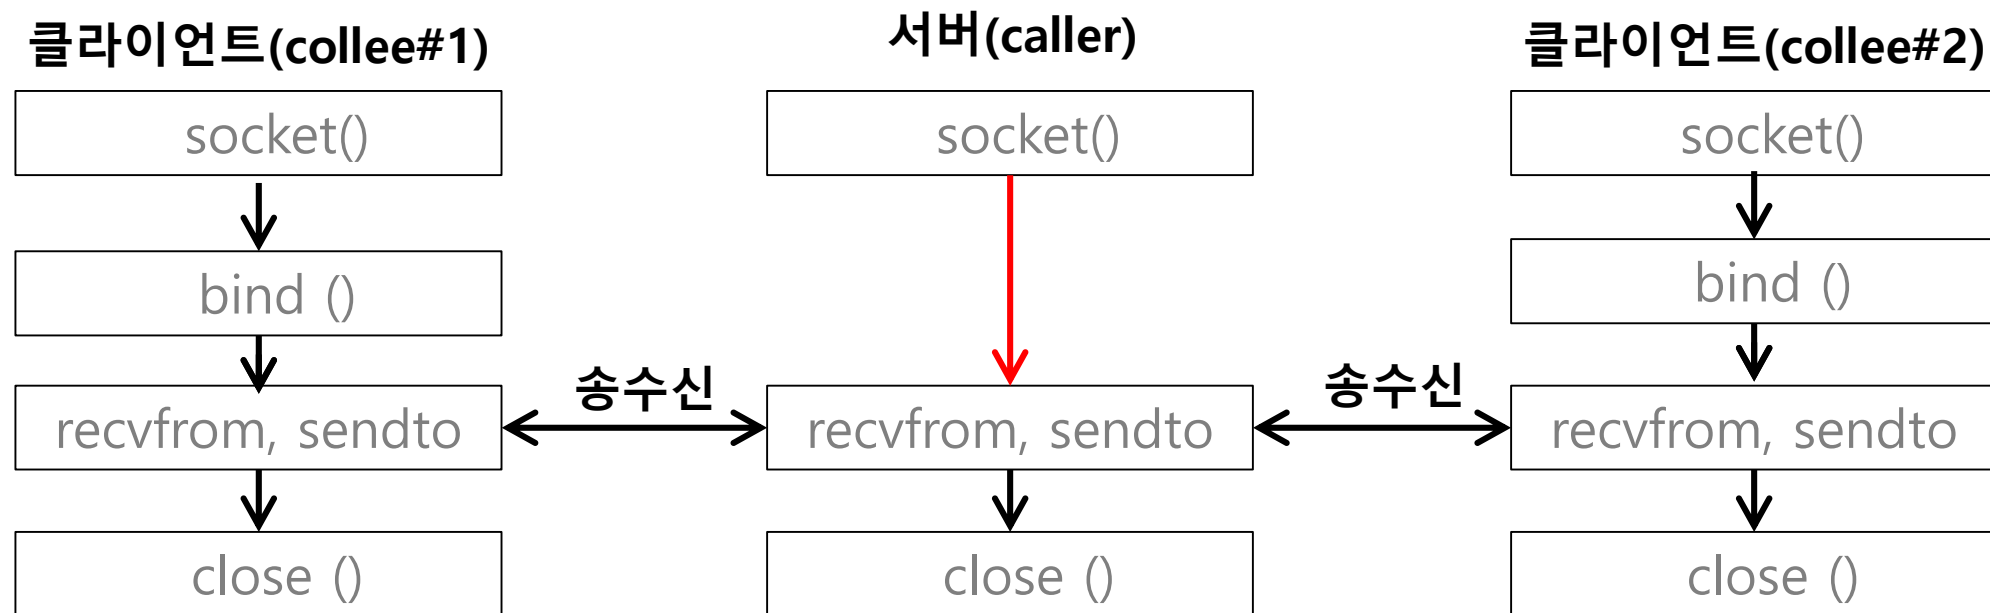 클라이언트(collee#1)
socket()
bind ()
recvfrom, sendto
close ()
송수신
서버(caller)
socket()
recvfrom, sendto
close ()
송수신
클라이언트(collee#2)
socket()
bind ()
recvfrom, sendto
close ()